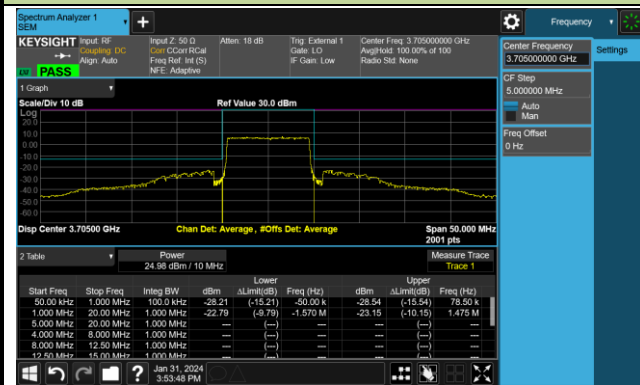 Spectrum Analyzer 1
SEM
Frequency
KEYSIGHT
Input: RF
Coupling: DC
Align: Auto
Input Z: 50 Ω
Corr CCorr RCal
Freq Ref: Int (S)
NFE: Adaptive
Atten: 18 dB
Trig: External 1
Gate: LO
IF Gain: Low
Center Freq: 3.705000000 GHz
Avg|Hold: 100.00% of 100
Radio Std: None
PASS
Center Frequency
3.705000000 GHz
Settings
CF Step
5.000000 MHz
Auto
Man
Freq Offset
0 Hz
1 Graph
Scale/Div 10 dB
Ref Value 30.0 dBm
Log
20.0
10.0
0.00
-10.0
-20.0
-30.0
-40.0
-50.0
-60.0
Disp Center 3.70500 GHz
Chan Det: Average , #Offs Det: Average
Span 50.000 MHz
2001 pts
2 Table
Power
24.98 dBm / 10 MHz
Measure Trace
Trace 1
Lower
Upper
Start Freq Stop Freq Integ BW dBm ΔLimit(dB) Freq (Hz) dBm ΔLimit(dB) Freq (Hz)
50.00 kHz 1.000 MHz 100.0 kHz -28.21 (-15.21) -50.00 k -28.54 (-15.54) 78.50 k
1.000 MHz 20.00 MHz 1.000 MHz -22.79 (-9.79) -1.570 M -23.15 (-10.15) 1.475 M
5.000 MHz 20.00 MHz 1.000 MHz --- (---) --- (---)
4.000 MHz 8.000 MHz 1.000 MHz --- (---) --- --- (---) ---
8.000 MHz 12.50 MHz 1.000 MHz --- (---) --- --- (---) ---
12.50 MHz 15.00 MHz 1.000 MHz --- (---) --- --- (---) ---
?
Jan 31, 2024
3:53:48 PM